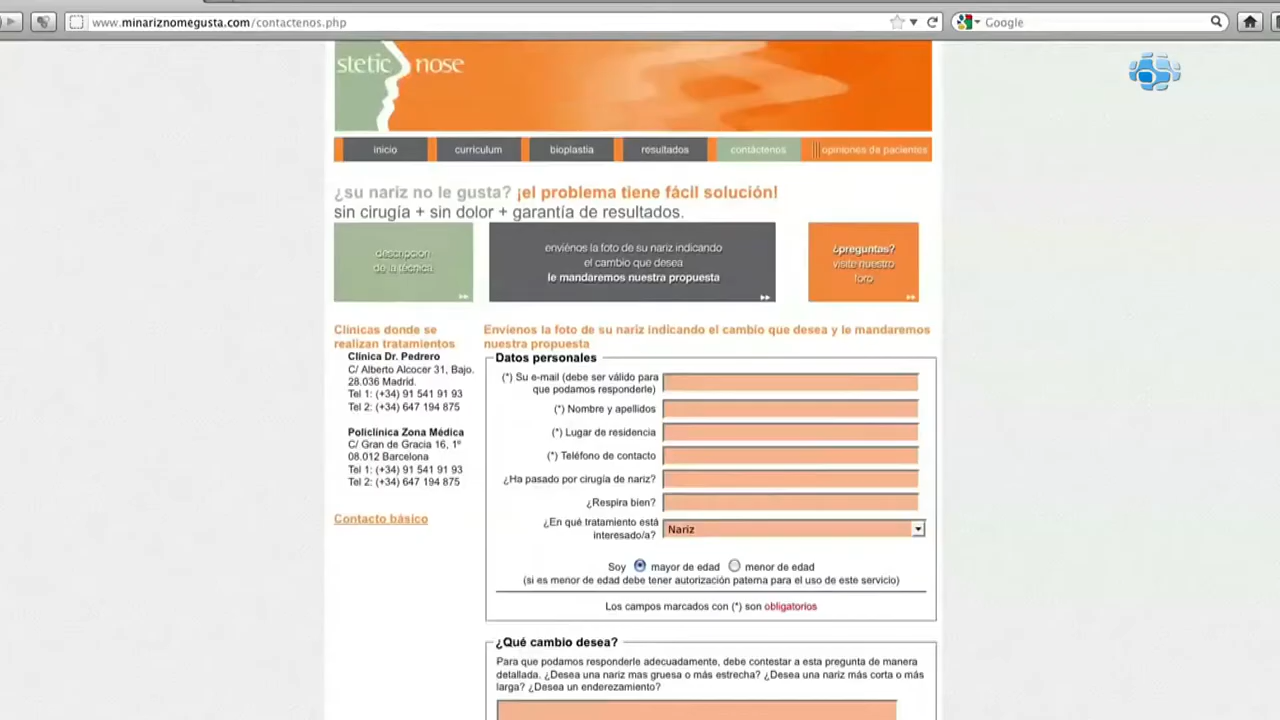 www.minariznomegusta.com/contactenos.php
Google
stetic nose
inicio
curriculum
bioplastia
resultados
contáctenos
opiniones de pacientes
¿su nariz no le gusta? ¡el problema tiene fácil solución!
sin cirugía + sin dolor + garantía de resultados.
descripción
de la técnica
enviénos la foto de su nariz indicando
el cambio que desea
le mandaremos nuestra propuesta
¿preguntas?
visite nuestro
foro
Clínicas donde se
realizan tratamientos
Clínica Dr. Pedrero
C/ Alberto Alcocer 31, Bajo.
28.036 Madrid.
Tel 1: (+34) 91 541 91 93
Tel 2: (+34) 647 194 875
Policlínica Zona Médica
C/ Gran de Gracia 16, 1º
08.012 Barcelona
Tel 1: (+34) 91 541 91 93
Tel 2: (+34) 647 194 875
Contacto básico
Envíenos la foto de su nariz indicando el cambio que desea y le mandaremos
nuestra propuesta
Datos personales
(*) Su e-mail (debe ser válido para
que podamos responderle)
(*) Nombre y apellidos
(*) Lugar de residencia
(*) Teléfono de contacto
¿Ha pasado por cirugía de nariz?
¿Respira bien?
¿En qué tratamiento está
interesado/a?
Nariz
Soy mayor de edad menor de edad
(si es menor de edad debe tener autorización paterna para el uso de este servicio)
Los campos marcados con (*) son obligatorios
¿Qué cambio desea?
Para que podamos responderle adecuadamente, debe contestar a esta pregunta de manera
detallada. ¿Desea una nariz mas gruesa o más estrecha? ¿Desea una nariz más corta o más
larga? ¿Desea un enderezamiento?